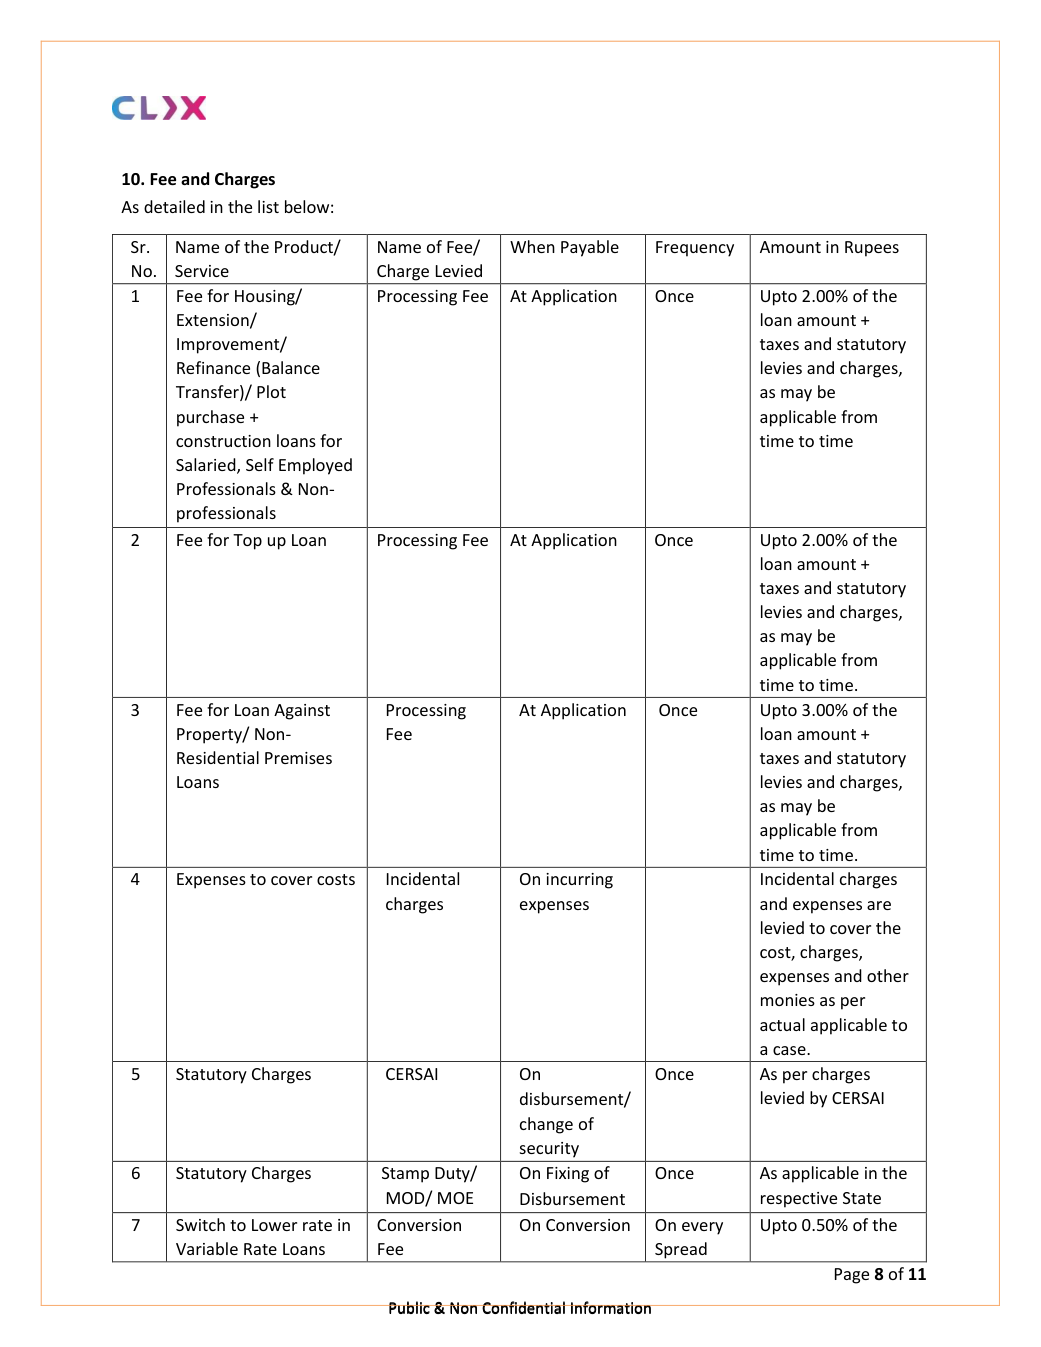 CLIX
10. Fee and Charges
As detailed in the list below:
Sr. No. Name of the Product/ Service Name of Fee/ Charge Levied When Payable Frequency Amount in Rupees
1 Fee for Housing/ Processing Fee At Application Once Upto 2.00% of the
Extension/ loan amount +
Improvement/ taxes and statutory
Refinance (Balance levies and charges,
Transfer)/ Plot as may be
purchase + applicable from
construction loans for time to time
Salaried, Self Employed
Professionals & Non-
professionals
2 Fee for Top up Loan Processing Fee At Application Once Upto 2.00% of the
loan amount +
taxes and statutory
levies and charges,
as may be
applicable from
time to time.
3 Fee for Loan Against Processing At Application Once Upto 3.00% of the
Property/ Non- Fee loan amount +
Residential Premises taxes and statutory
Loans levies and charges,
as may be
applicable from
time to time.
4 Expenses to cover costs Incidental On incurring Incidental charges
charges expenses and expenses are
levied to cover the
cost, charges,
expenses and other
monies as per
actual applicable to
a case.
5 Statutory Charges CERSAI On Once As per charges
disbursement/ levied by CERSAI
change of
security
6 Statutory Charges Stamp Duty/ On Fixing of Once As applicable in the
MOD/ MOE Disbursement respective State
7 Switch to Lower rate in Conversion On Conversion On every Upto 0.50% of the
Variable Rate Loans Fee Spread
Page 8 of 11
Public & Non Confidential Information